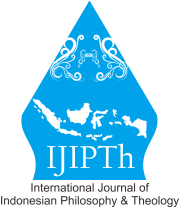 IJIPTh
International Journal of
Indonesian Philosophy & Theology